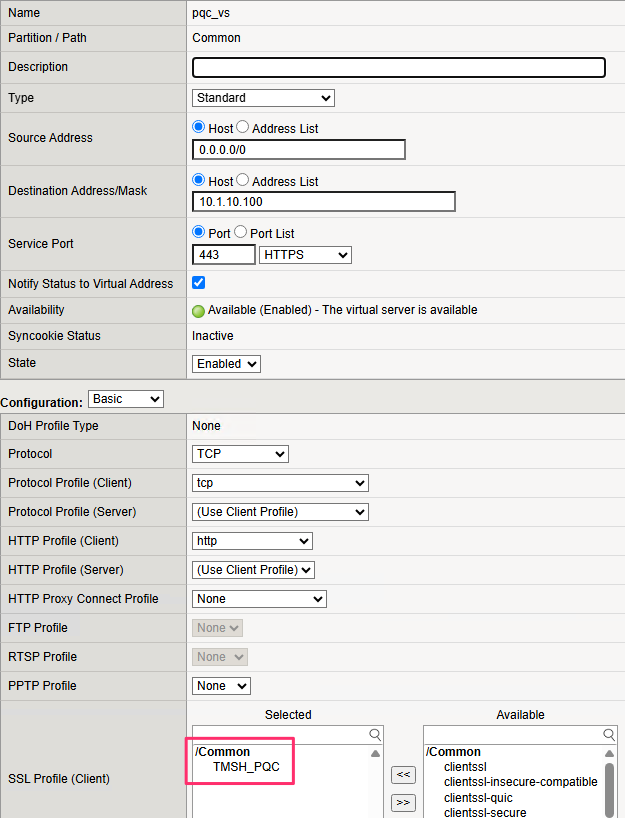 Name pqc_vs
Partition / Path Common
Description
Type Standard
Source Address Host Address List
0.0.0.0/0
Destination Address/Mask Host Address List
10.1.10.100
Service Port Port Port List
443 HTTPS
Notify Status to Virtual Address
Availability Available (Enabled) - The virtual server is available
Syncookie Status Inactive
State Enabled
Configuration: Basic
DoH Profile Type None
Protocol TCP
Protocol Profile (Client) tcp
Protocol Profile (Server) (Use Client Profile)
HTTP Profile (Client) http
HTTP Profile (Server) (Use Client Profile)
HTTP Proxy Connect Profile None
FTP Profile None
RTSP Profile None
PPTP Profile None
Selected Available
/Common /Common
TMSH_PQC clientssl
SSL Profile (Client) << clientssl-insecure-compatible
clientssl-quic
>> clientssl-secure